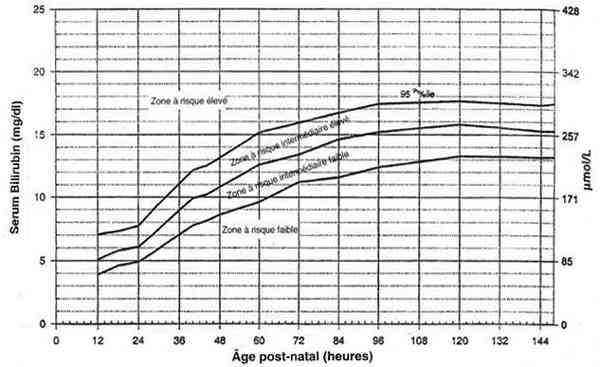 25
20
15
10
5
0
Serum Bilirubin (mg/dl)
428
342
257
171
85
0
µmol/L
95 %ile
Zone à risque élevé
Zone à risque intermédiaire élevé
Zone à risque intermédiaire faible
Zone à risque faible
0 12 24 36 48 60 72 84 96 108 120 132 144
Âge post-natal (heures)